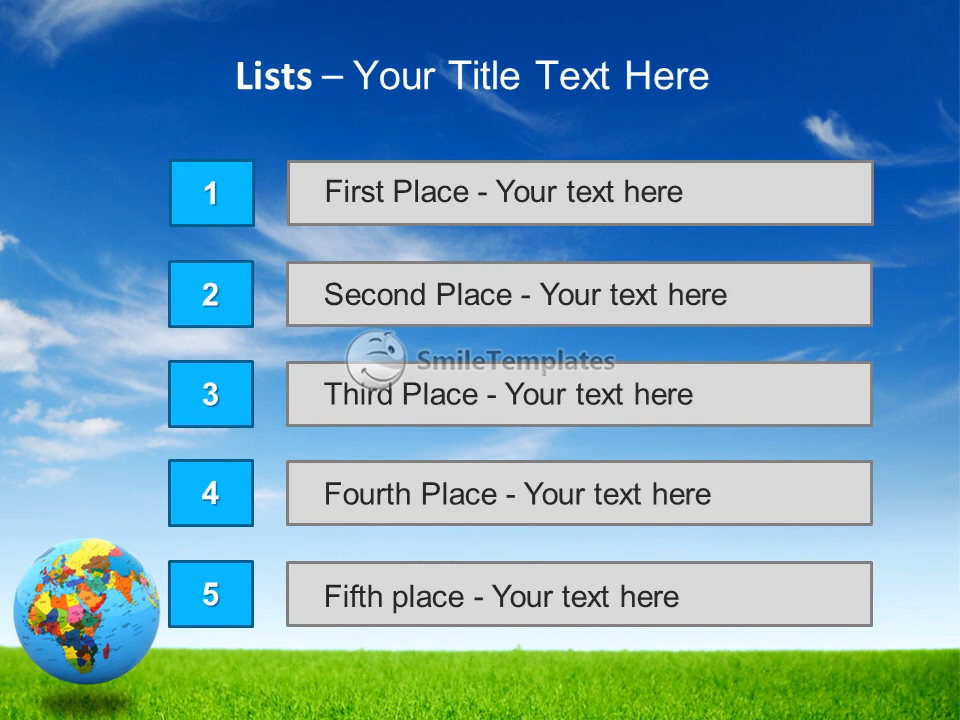 Lists – Your Title Text Here
1
First Place - Your text here
2
Second Place - Your text here
SmileTemplates
3
Third Place - Your text here
4
Fourth Place - Your text here
5
Fifth place - Your text here